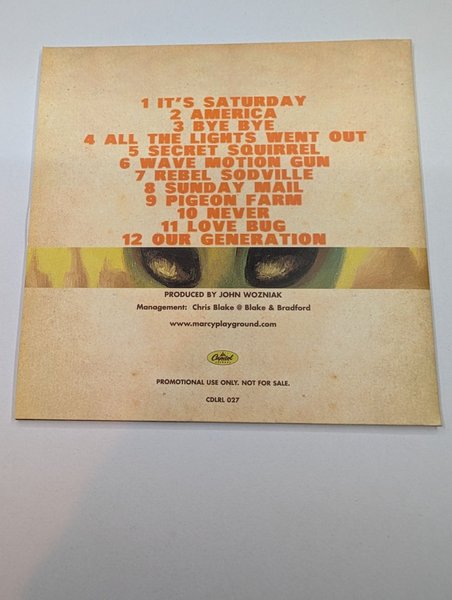 1 IT'S SATURDAY
2 AMERICA
3 BYE BYE
4 ALL THE LIGHTS WENT OUT
5 SECRET SQUIRREL
6 WAVE MOTION GUN
7 REBEL SODVILLE
8 SUNDAY MAIL
9 PIGEON FARM
10 NEVER
11 LOVE BUG
12 OUR GENERATION
PRODUCED BY JOHN WOZNIAK
Management: Chris Blake @ Blake & Bradford
www.marcyplayground.com
Capitol
PROMOTIONAL USE ONLY. NOT FOR SALE.
CDLRL 027